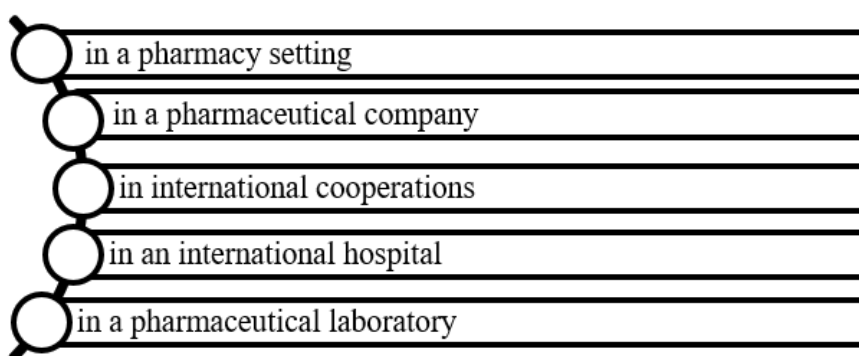 in a pharmacy setting
in a pharmaceutical company
in international cooperations
in an international hospital
in a pharmaceutical laboratory